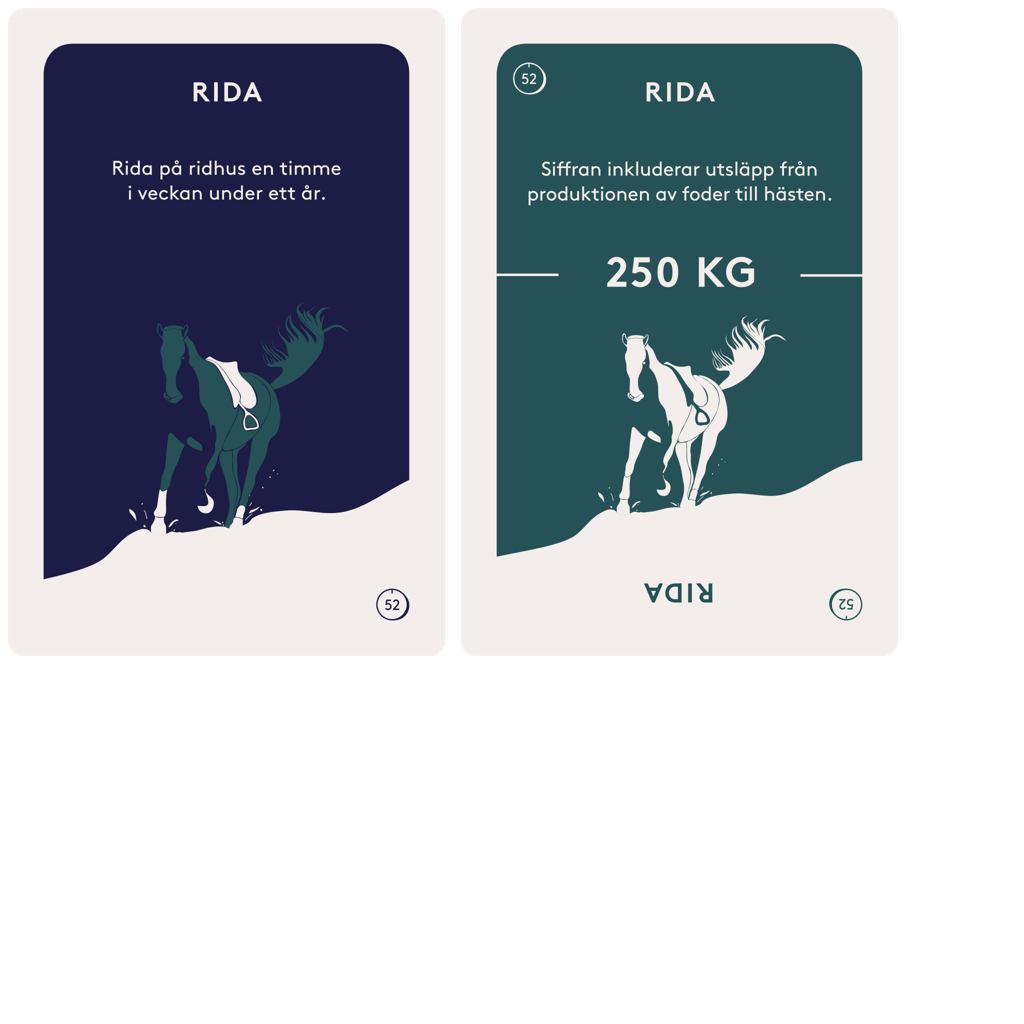 RIDA
Rida på ridhus en timme
i veckan under ett år.
52
52
RIDA
Siffran inkluderar utsläpp från
produktionen av foder till hästen.
250 KG
RIDA
52